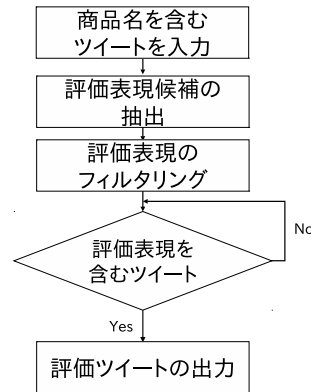 商品名を含む
ツイートを入力
評価表現候補の
抽出
評価表現の
フィルタリング
評価表現を
含むツイート
No
Yes
評価ツイートの出力